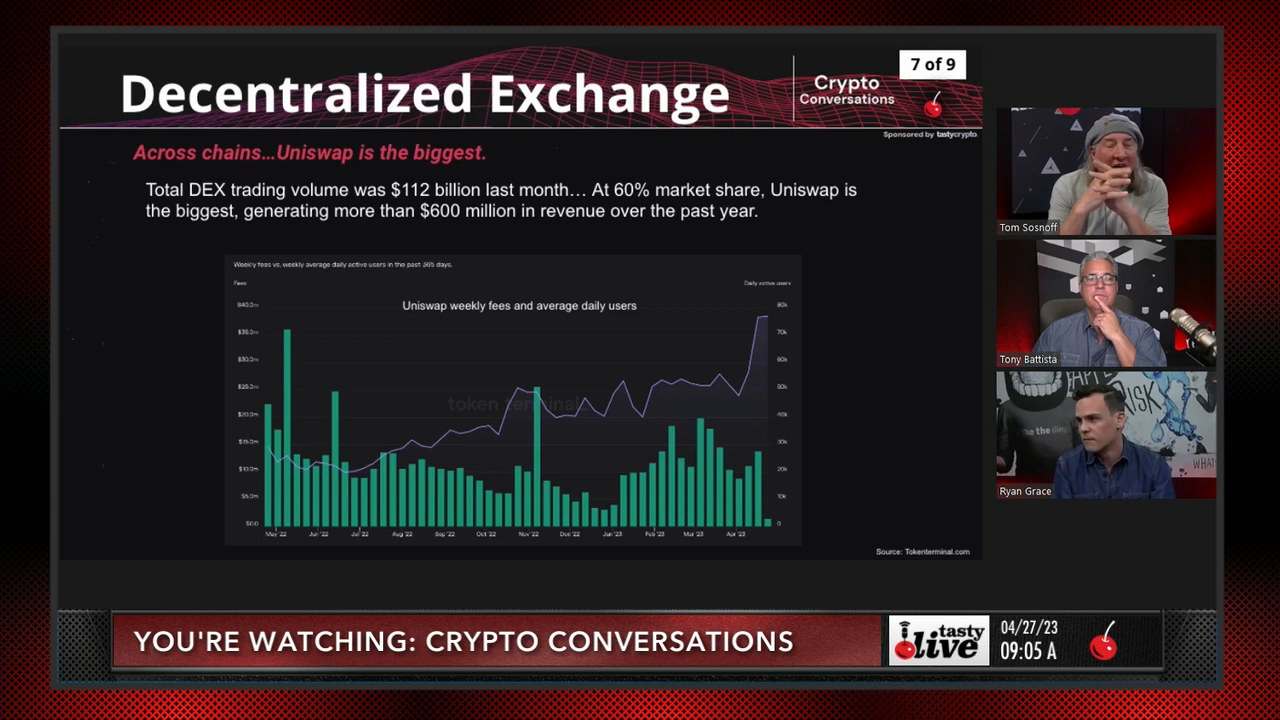 Decentralized Exchange
Crypto
Conversations
7 of 9
Sponsored by tastycrypto
Across chains...Uniswap is the biggest.
Total DEX trading volume was $112 billion last month... At 60% market share, Uniswap is
the biggest, generating more than $600 million in revenue over the past year.
Weekly fees vs. weekly average daily active users in the past 365 days.
Fees
Daily active users
Uniswap weekly fees and average daily users
$40.0m
80k
$35.0m
70k
$30.0m
60k
$25.0m
50k
token terminal
$20.0m
40k
$15.0m
30k
$10.0m
20k
$5.0m
10k
$0.0
0
May '22
Jun '22
Jul '22
Aug '22
Sep '22
Oct '22
Nov '22
Dec '22
Jan '23
Feb '23
Mar '23
Apr '23
Source: Tokenterminal.com
Tom Sosnoff
Tony Battista
RISK
Ryan Grace
YOU'RE WATCHING: CRYPTO CONVERSATIONS
tasty
live
04/27/23
09:05 A